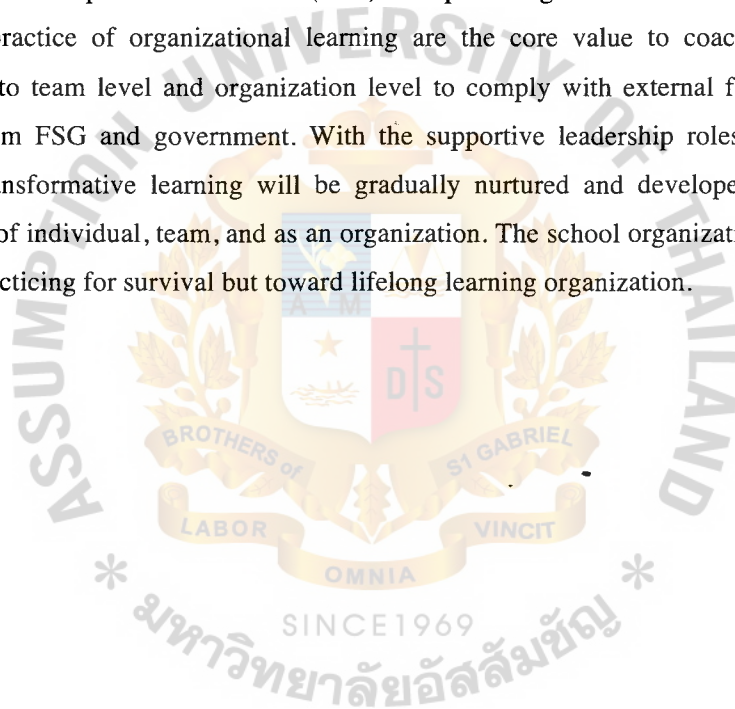 ractice of organizational learning are the core value to coac
to team level and organization level to comply with external f
m FSG and government. With the supportive leadership roles
ansformative learning will be gradually nurtured and develope
of individual, team, and as an organization. The school organizati
cticing for survival but toward lifelong learning organization.
ASSUMPTION UNIVERSITY OF THAILAND
A M
D S
BROTHERS of
ST GABRIEL
LABOR
VINCIT
OMNIA
SINCE1969
* มหาวิทยาลัยอัสสัมชัญ *